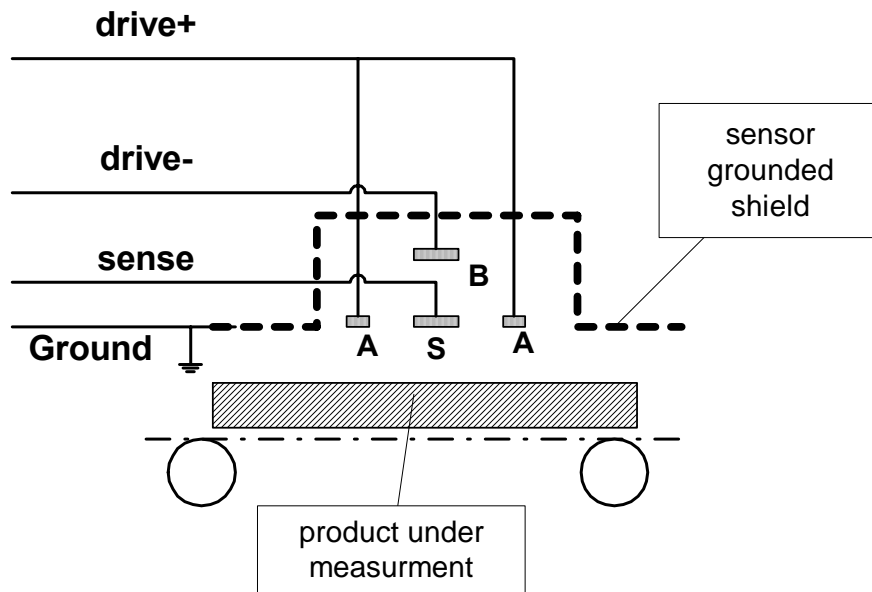 drive+
drive-
sense
Ground
B
A
S
A
sensor
grounded
shield
product under
measurment